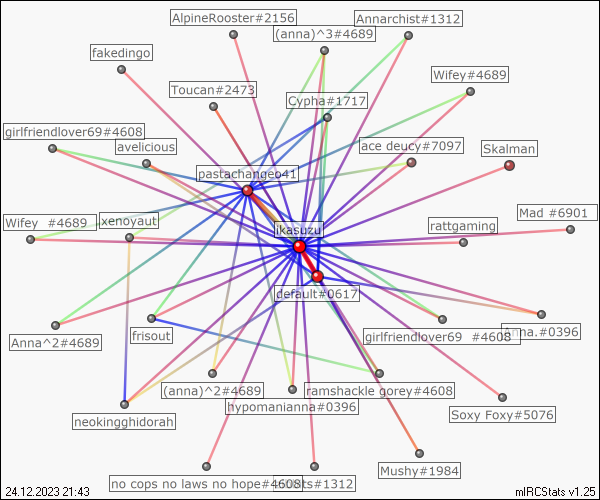 AlpineRooster#2156
Annarchist#1312
(anna)^3#4689
fakedingo
Wifey#4689
Toucan#2473
Cypha#1717
girlfriendlover69#4608
avelicious
ace deucy#7097
Skalman
pastachangeo41
Mad #6901
Wifey  #4689
xenoyaut
ikasuzu
rattgaming
default#0617
Anna^2#4689
frisout
girlfriendlover69  #4608
Anna.#0396
(anna)^2#4689
ramshackle gorey#4608
hypomanianna#0396
neokingghidorah
Soxy Foxy#5076
Mushy#1984
no cops no laws no hope#4608
#1312
24.12.2023 21:43
mIRCStats v1.25